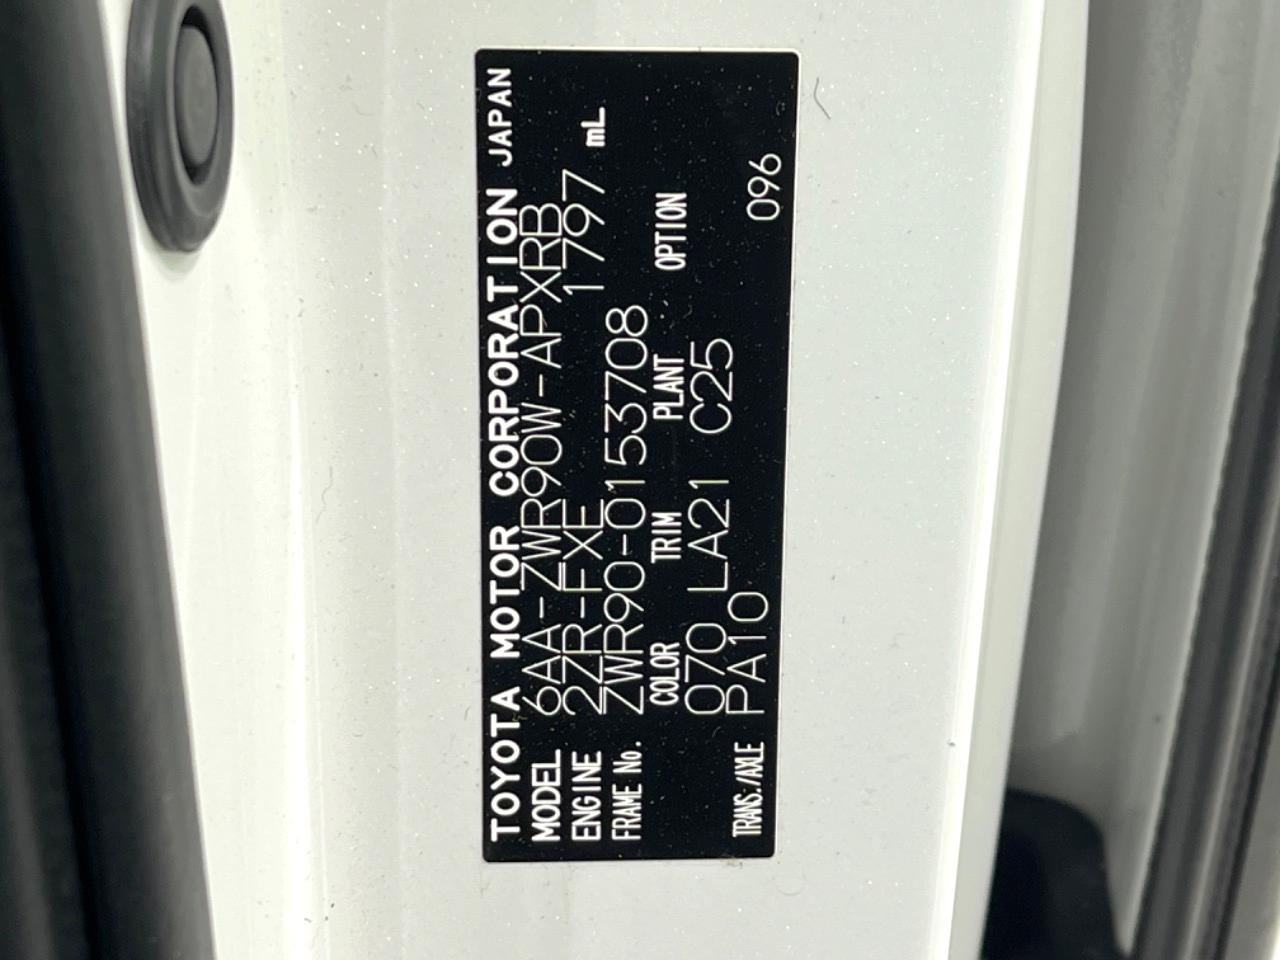 TOYOTA MOTOR CORPORATION JAPAN
MODEL 6AA-ZWR90W-APXRB
ENGINE 2ZR-FXE 1797 mL
FRAME No. ZWR90-0153708
COLOR TRIM PLANT OPTION
070 LA21 C25
TRANS./AXLE PA10 096